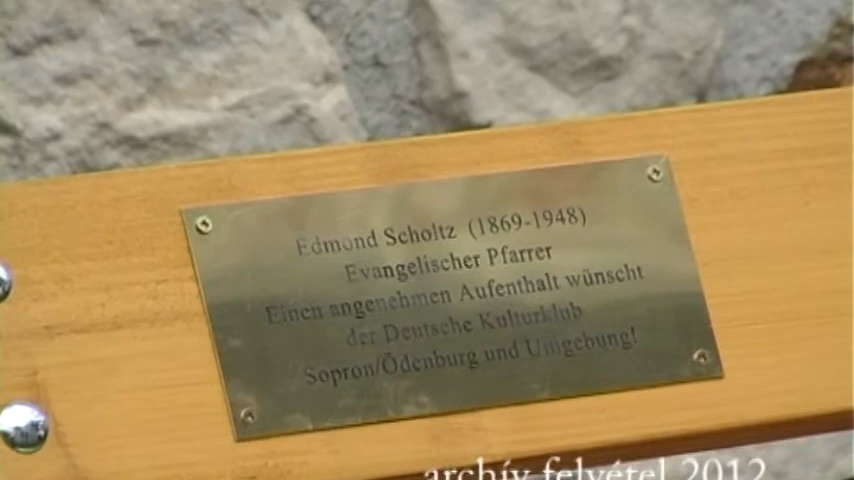 Edmond Scholtz (1869-1948)
Evangelischer Pfarrer
Einen angenehmen Aufenthalt wünscht
der Deutsche Kulturklub
Sopron/Ödenburg und Umgebung!
archív felvétel 2012